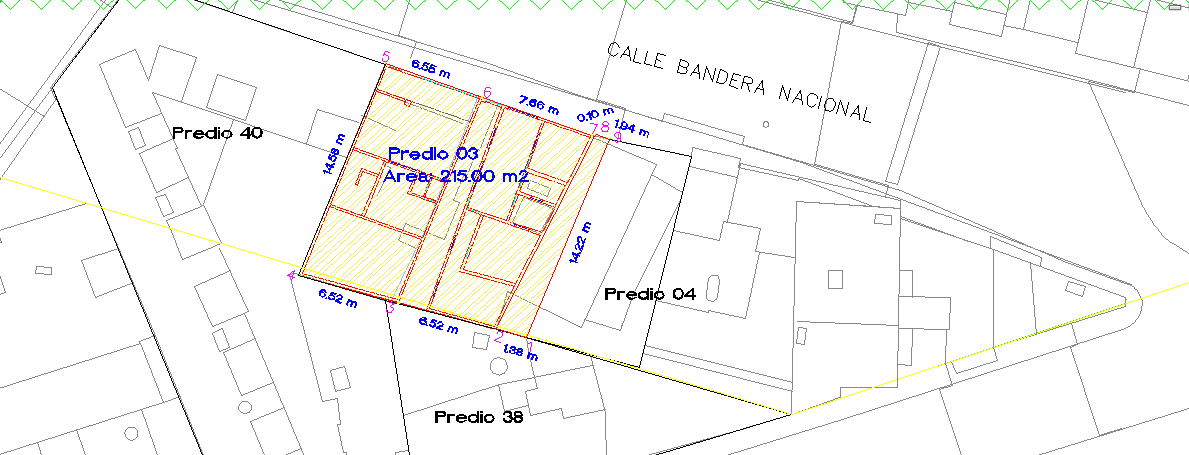 CALLE BANDERA NACIONAL
5
6.55 m
6
7.66 m
0.10 m
7
8
9
1.94 m
Predio 40
14.58 m
Predio 03
Area: 215.00 m2
14.22 m
4
6.52 m
3
6.52 m
2
1
1.38 m
Predio 04
Predio 38